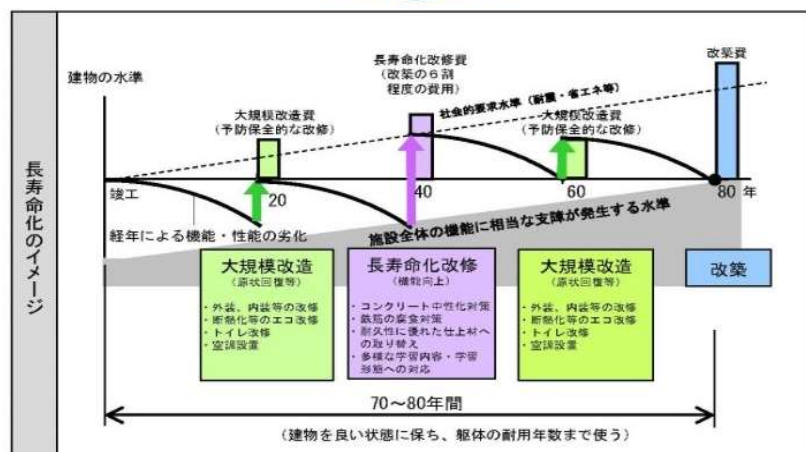 長寿命化のイメージ
建物の水準
長寿命化改修費
(改築の6割
程度の費用)
改築費
社会的要求水準(耐震・省エネ等)
大規模改造費
(予防保全的な改修)
大規模改造費
(予防保全的な改修)
竣工
20
40
60
80 年
経年による機能・性能の劣化
施設全体の機能に相当な支障が発生する水準
大規模改造
(原状回復等)
・外装、内装等の改修
・断熱化等のエコ改修
・トイレ改修
・空調設置
長寿命化改修
(機能向上)
・コンクリート中性化対策
・鉄筋の腐食対策
・耐久性に優れた仕上材へ
の取り替え
・多様な学習内容・学習
形態への対応
大規模改造
(原状回復等)
・外装、内装等の改修
・断熱化等のエコ改修
・トイレ改修
・空調設置
改築
70～80年間
(建物を良い状態に保ち、躯体の耐用年数まで使う)